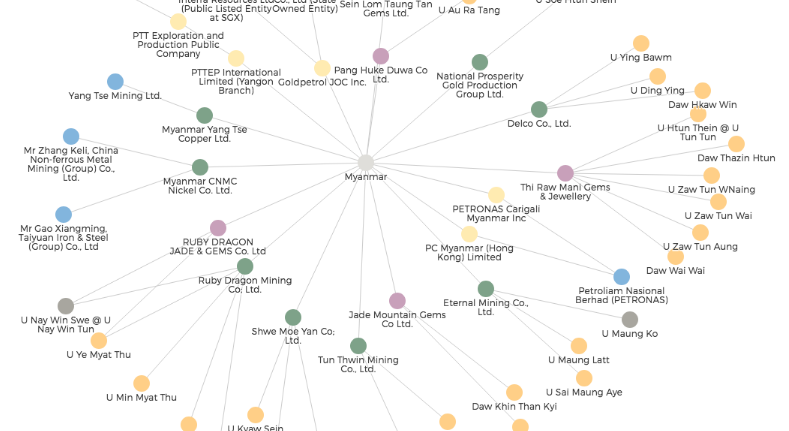 Interra Resources Ltd
Co., Ltd (State
(Public Listed Entity
Owned Entity)
at SGX)
Sein Lom Taung Tan
Gems Ltd.
U Au Ra Tang
U Soe Htun Shein
PTT Exploration and
Production Public
Company
PTTEP International
Limited (Yangon
Branch)
Goldpetrol JOC Inc.
Pang Huke Duwa Co
Ltd.
National Prosperity
Gold Production
Group Ltd.
U Ying Bawm
U Ding Ying
Daw Hkaw Win
Yang Tse Mining Ltd.
Myanmar Yang Tse
Copper Ltd.
Delco Co., Ltd.
U Htun Thein @ U
Tun Tun
Daw Thazin Htun
Mr Zhang Keli, China
Non-ferrous Metal
Mining (Group) Co.,
Ltd.
Myanmar CNMC
Nickel Co. Ltd.
Myanmar
Thi Raw Mani Gems
& Jewellery
U Zaw Tun WNaing
PETRONAS Carigali
Myanmar Inc
U Zaw Tun Wai
Mr Gao Xiangming,
Taiyuan Iron & Steel
(Group) Co., Ltd
RUBY DRAGON
JADE & GEMS Co. Ltd
PC Myanmar (Hong
Kong) Limited
U Zaw Tun Aung
Daw Wai Wai
Ruby Dragon Mining
Co; Ltd.
Petroliam Nasional
Berhad (PETRONAS)
U Nay Win Swe @ U
Nay Win Tun
Shwe Moe Yan Co;
Ltd.
Jade Mountain Gems
Co Ltd.
Eternal Mining Co.,
Ltd.
U Maung Ko
U Ye Myat Thu
Tun Thwin Mining
Co., Ltd.
U Maung Latt
U Min Myat Thu
U Sai Maung Aye
Daw Khin Than Kyi
U Kyaw Sein